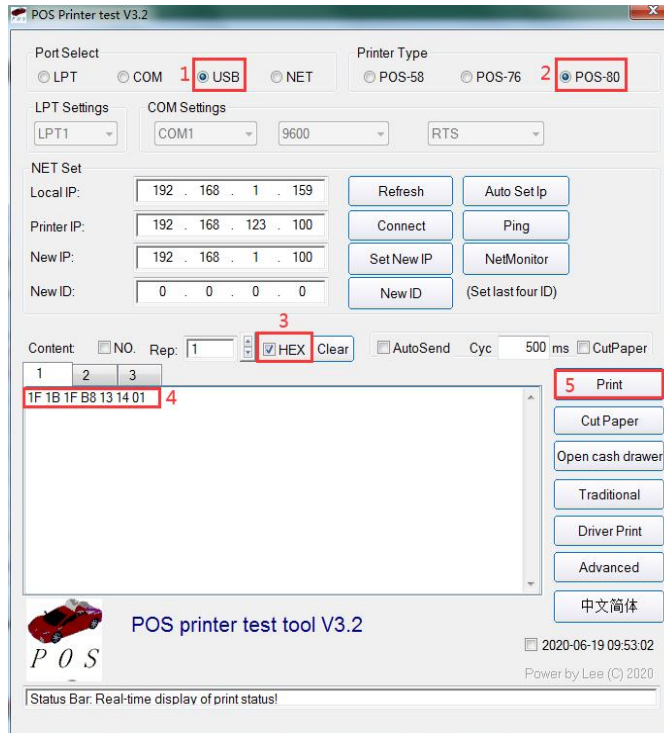 POS Printer test V3.2
Port Select
LPT COM 1 USB NET
Printer Type
POS-58 POS-76 2 POS-80
LPT Settings
LPT1
COM Settings
COM1 9600 RTS
NET Set
Local IP: 192 . 168 . 1 . 159 Refresh Auto Set Ip
Printer IP: 192 . 168 . 123 . 100 Connect Ping
New IP: 192 . 168 . 1 . 100 Set New IP NetMonitor
New ID: 0 . 0 . 0 . 0 New ID (Set last four ID)
3
Content: NO. Rep: 1 HEX Clear AutoSend Cyc 500 ms CutPaper
1 2 3
1F 1B 1F B8 13 14 01 4
5 Print
Cut Paper
Open cash drawer
Traditional
Driver Print
Advanced
中文简体
POS
POS printer test tool V3.2
2020-06-19 09:53:02
Power by Lee (C) 2020
Status Bar: Real-time display of print status!